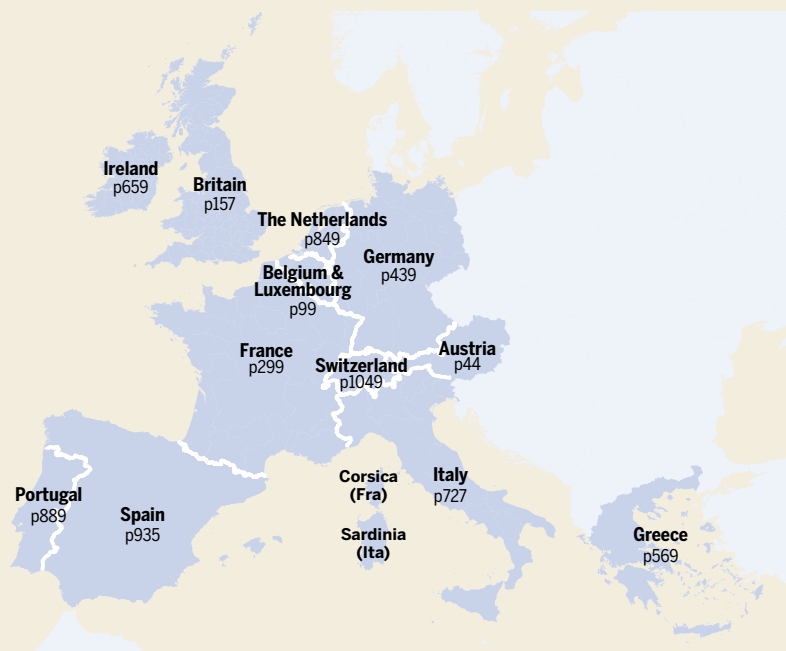 Ireland
p659
Britain
p157
The Netherlands
p849
Germany
p439
Belgium &
Luxembourg
p99
France
p299
Switzerland
p1049
Austria
p44
Corsica
(Fra)
Italy
p727
Portugal
p889
Spain
p935
Sardinia
(Ita)
Greece
p569